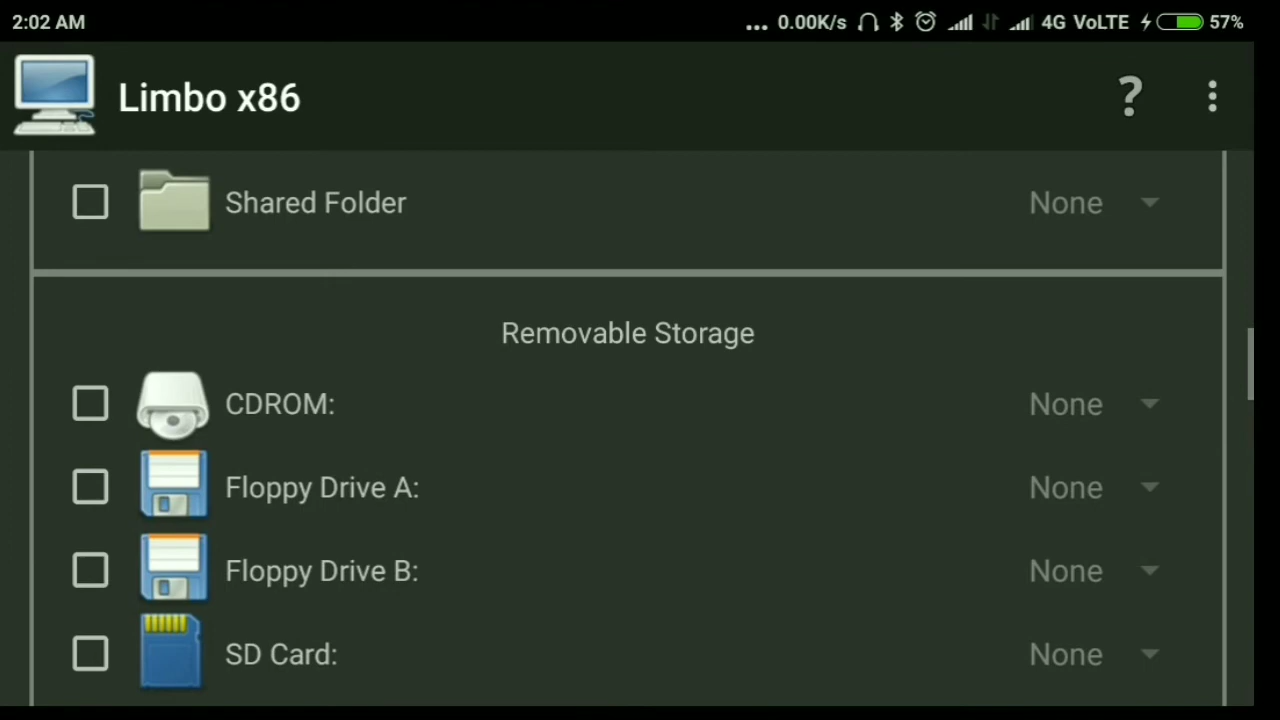 2:02 AM ... 0.00K/s 4G VoLTE 57%
Limbo x86 ?
Shared Folder None
Removable Storage
CDROM: None
Floppy Drive A: None
Floppy Drive B: None
SD Card: None